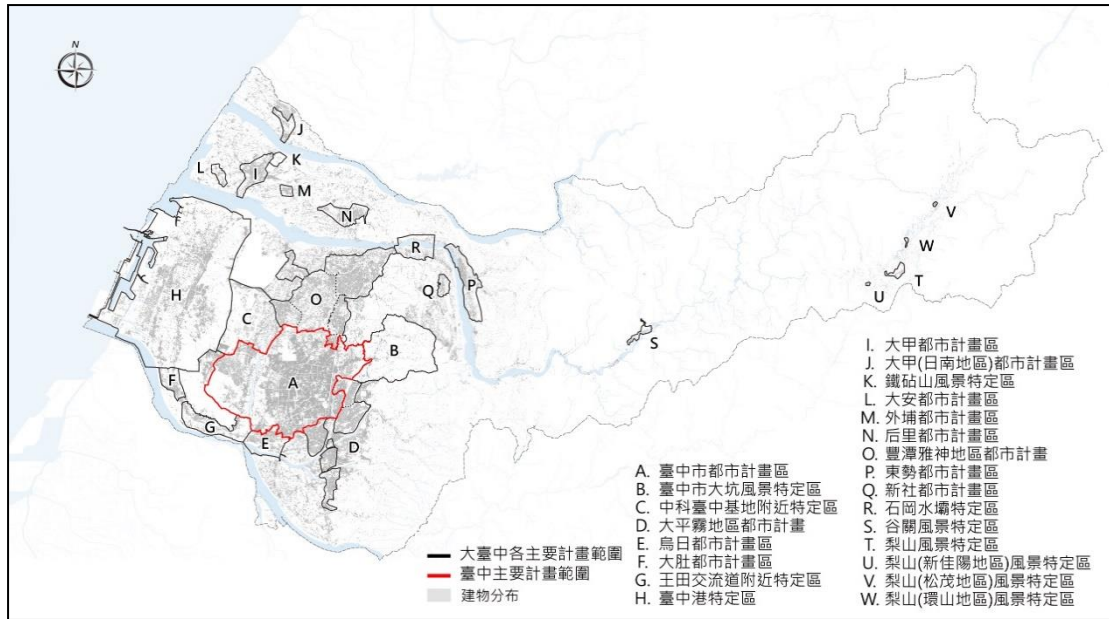 N
J
K
L
I
M
N
F
R
P
Q
H
O
C
B
A
F
G
E
D
S
V
W
T
U
I. 大甲都市計畫區
J. 大甲(日南地區)都市計畫區
K. 鐵砧山風景特定區
L. 大安都市計畫區
M. 外埔都市計畫區
N. 后里都市計畫區
O. 豐潭雅神地區都市計畫
P. 東勢都市計畫區
Q. 新社都市計畫區
R. 石岡水壩特定區
S. 谷關風景特定區
T. 梨山風景特定區
U. 梨山(新佳陽地區)風景特定區
V. 梨山(松茂地區)風景特定區
W. 梨山(環山地區)風景特定區
A. 臺中市都市計畫區
B. 臺中市大坑風景特定區
C. 中科臺中基地附近特定區
D. 大平霧地區都市計畫
E. 烏日都市計畫區
F. 大肚都市計畫區
G. 王田交流道附近特定區
H. 臺中港特定區
大臺中各主要計畫範圍
臺中主要計畫範圍
建物分布